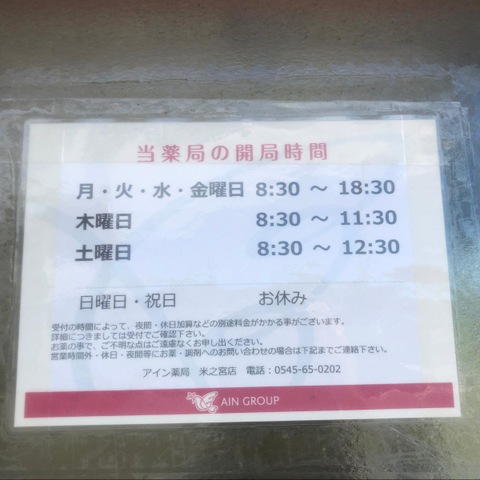 当薬局の開局時間
月・火・水・金曜日 8:30 ～ 18:30
木曜日 8:30 ～ 11:30
土曜日 8:30 ～ 12:30
日曜日・祝日 お休み
受付の時間によって、夜間・休日加算などの別途料金がかかる事がございます。
詳細につきましては受付でご確認下さい。
お薬の事で、ご不明な点はご遠慮なくお申し出ください。
営業時間外・休日・夜間等にお薬・調剤へのお問い合わせの場合は下記までご連絡下さい。
アイン薬局 米之宮店 電話：0545-65-0202
AIN GROUP